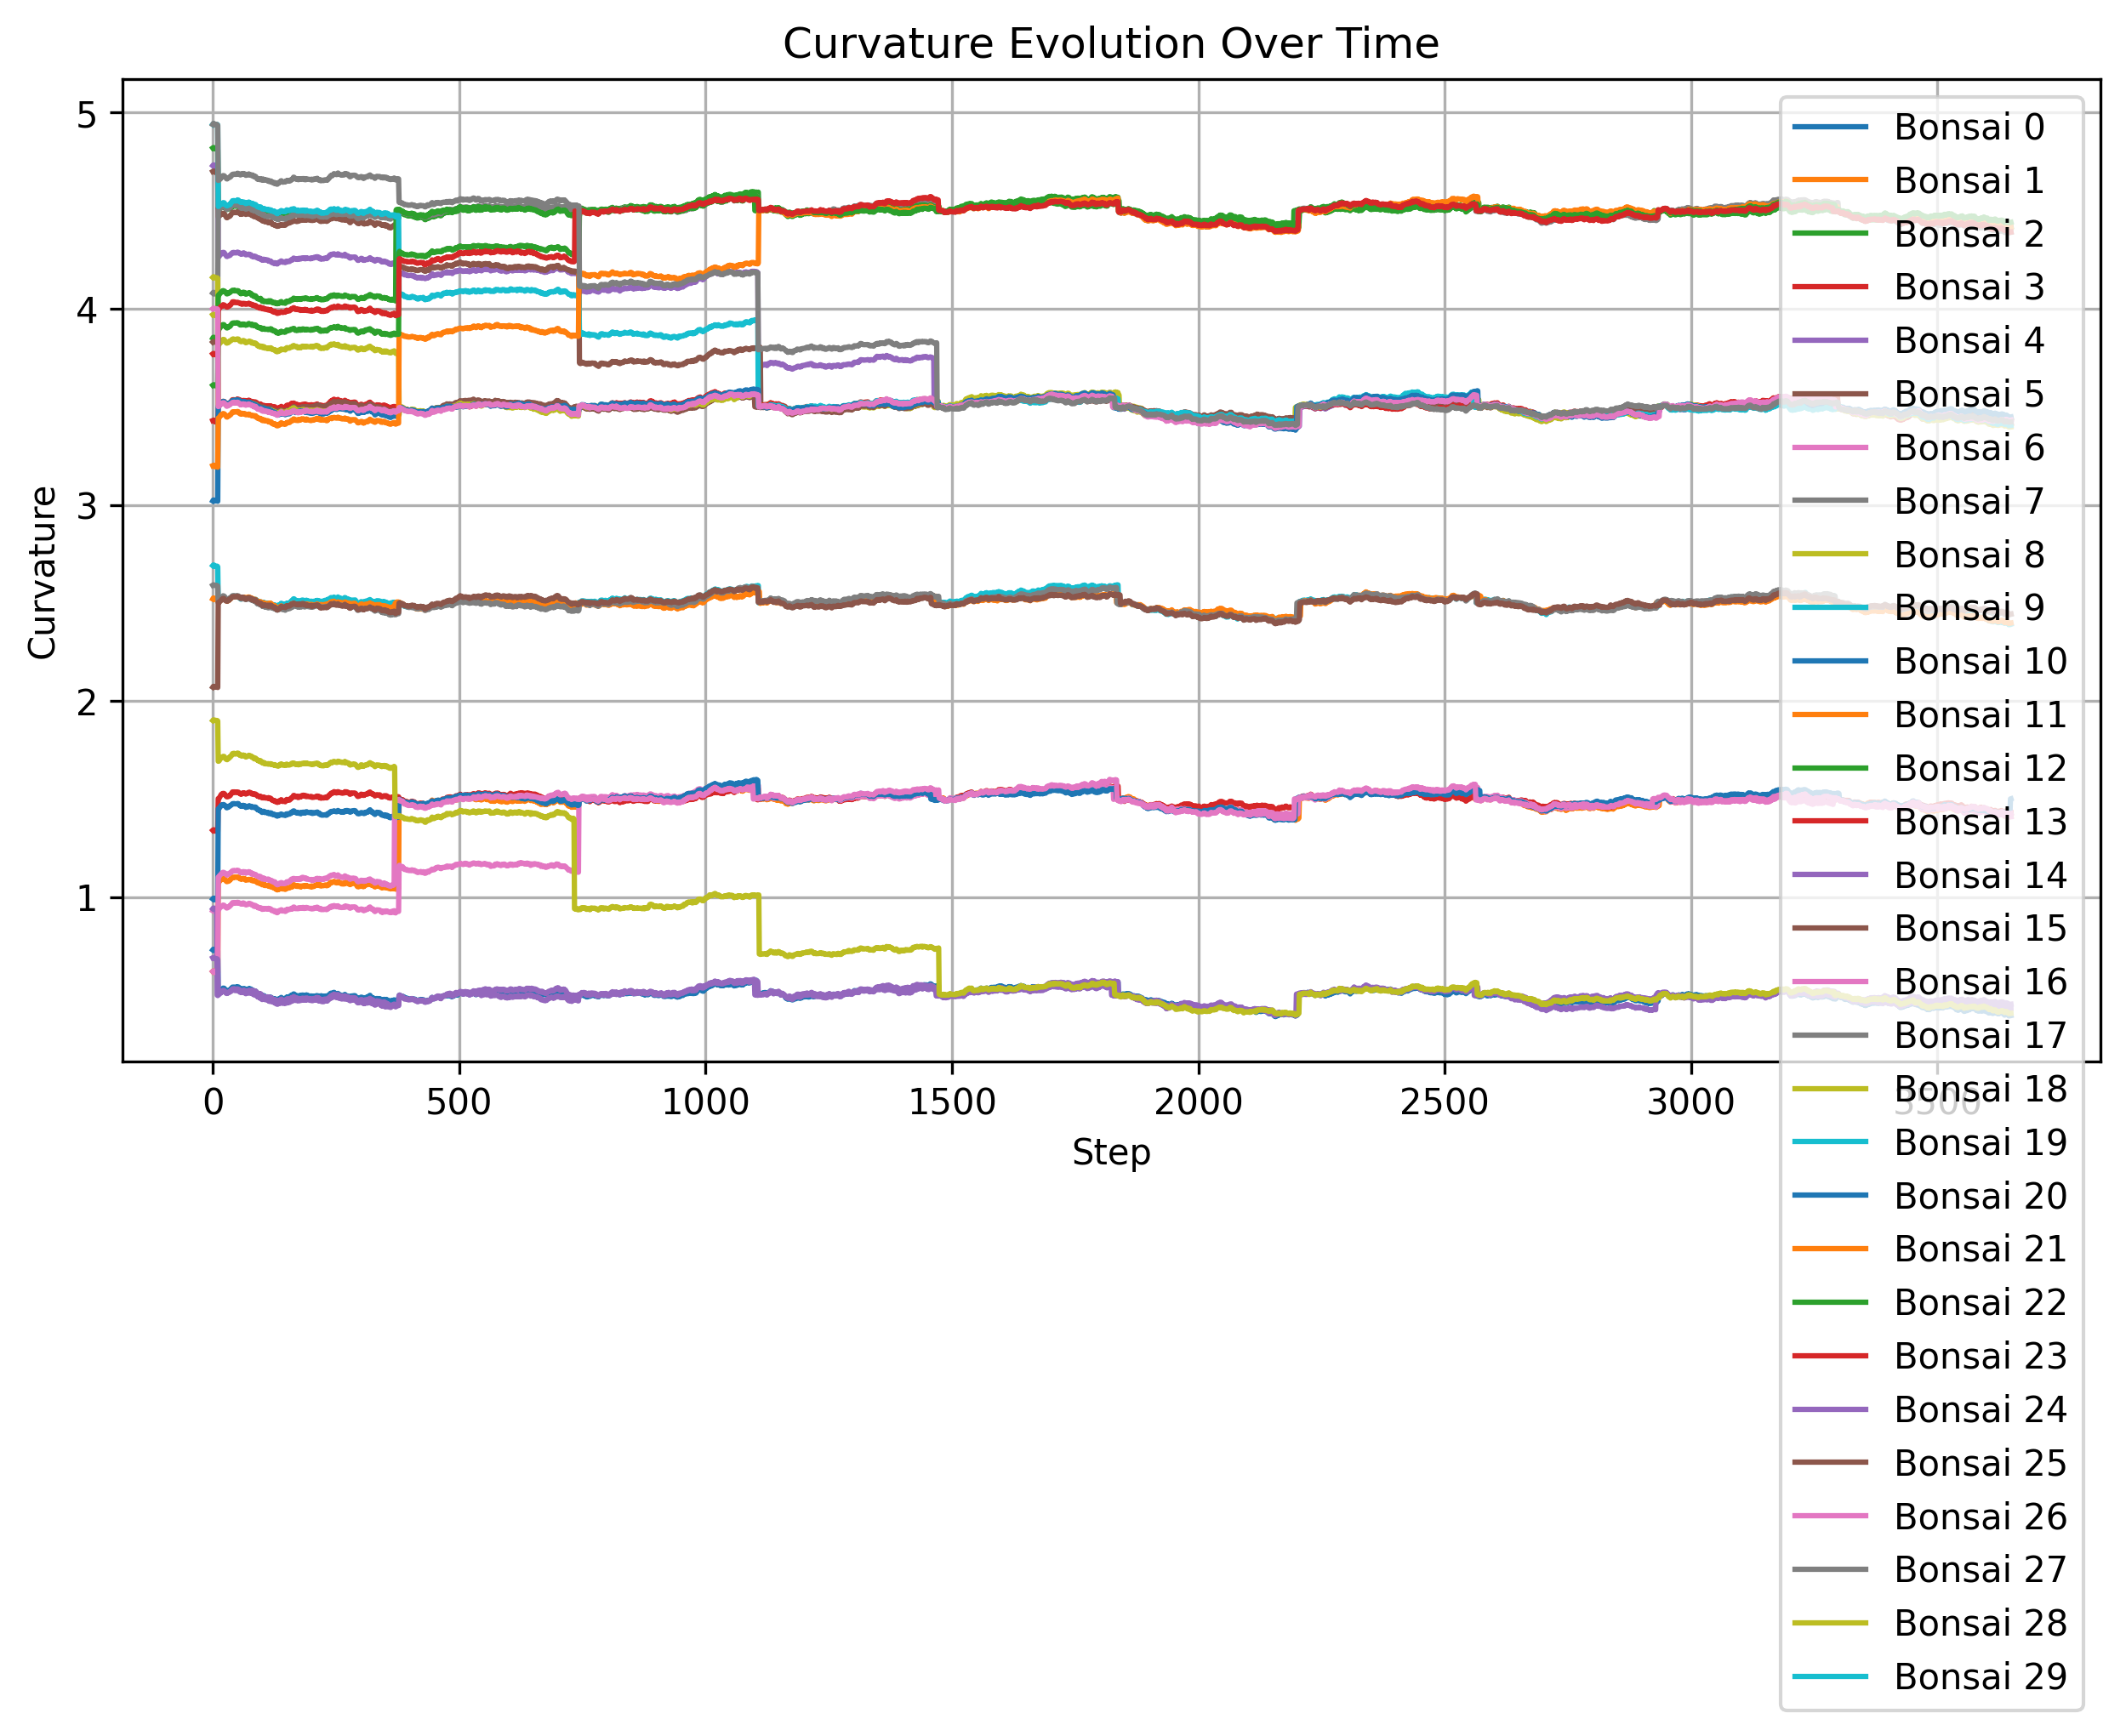 Curvature Evolution Over Time
Curvature
5
4
3
2
1
0
500
1000
1500
2000
2500
3000
3500
Step
Bonsai 0
Bonsai 1
Bonsai 2
Bonsai 3
Bonsai 4
Bonsai 5
Bonsai 6
Bonsai 7
Bonsai 8
Bonsai 9
Bonsai 10
Bonsai 11
Bonsai 12
Bonsai 13
Bonsai 14
Bonsai 15
Bonsai 16
Bonsai 17
Bonsai 18
Bonsai 19
Bonsai 20
Bonsai 21
Bonsai 22
Bonsai 23
Bonsai 24
Bonsai 25
Bonsai 26
Bonsai 27
Bonsai 28
Bonsai 29